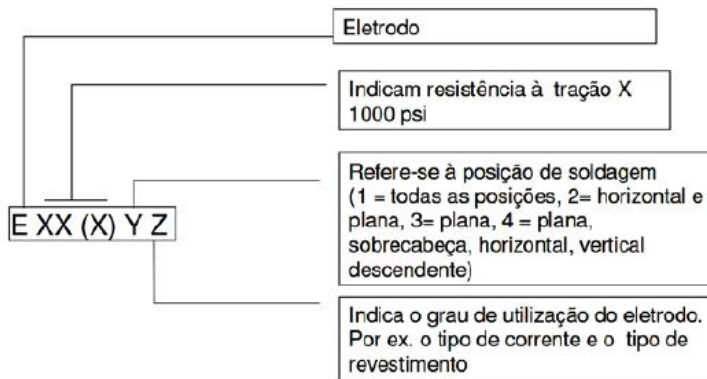 Eletrodo
Indicam resistência à tração X
1000 psi
Refere-se à posição de soldagem
(1 = todas as posições, 2= horizontal e
plana, 3= plana, 4 = plana,
sobrecabeça, horizontal, vertical
descendente)
E XX (X) Y Z
Indica o grau de utilização do eletrodo.
Por ex. o tipo de corrente e o tipo de
revestimento